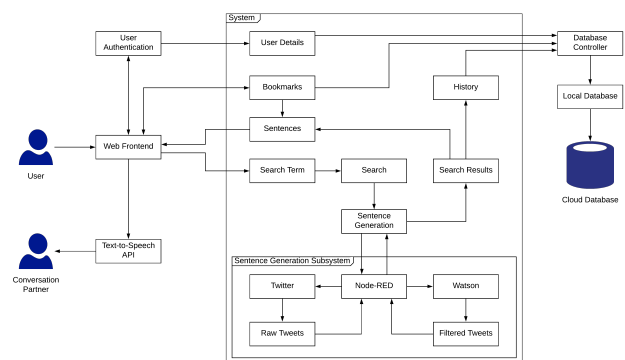 System
User
Authentication
User Details
Database
Controller
Bookmarks
History
Local Database
Sentences
Web Frontend
User
Search Term
Search
Search Results
Cloud Database
Sentence
Generation
Text-to-Speech
API
Conversation
Partner
Sentence Generation Subsystem
Twitter
Node-RED
Watson
Raw Tweets
Filtered Tweets